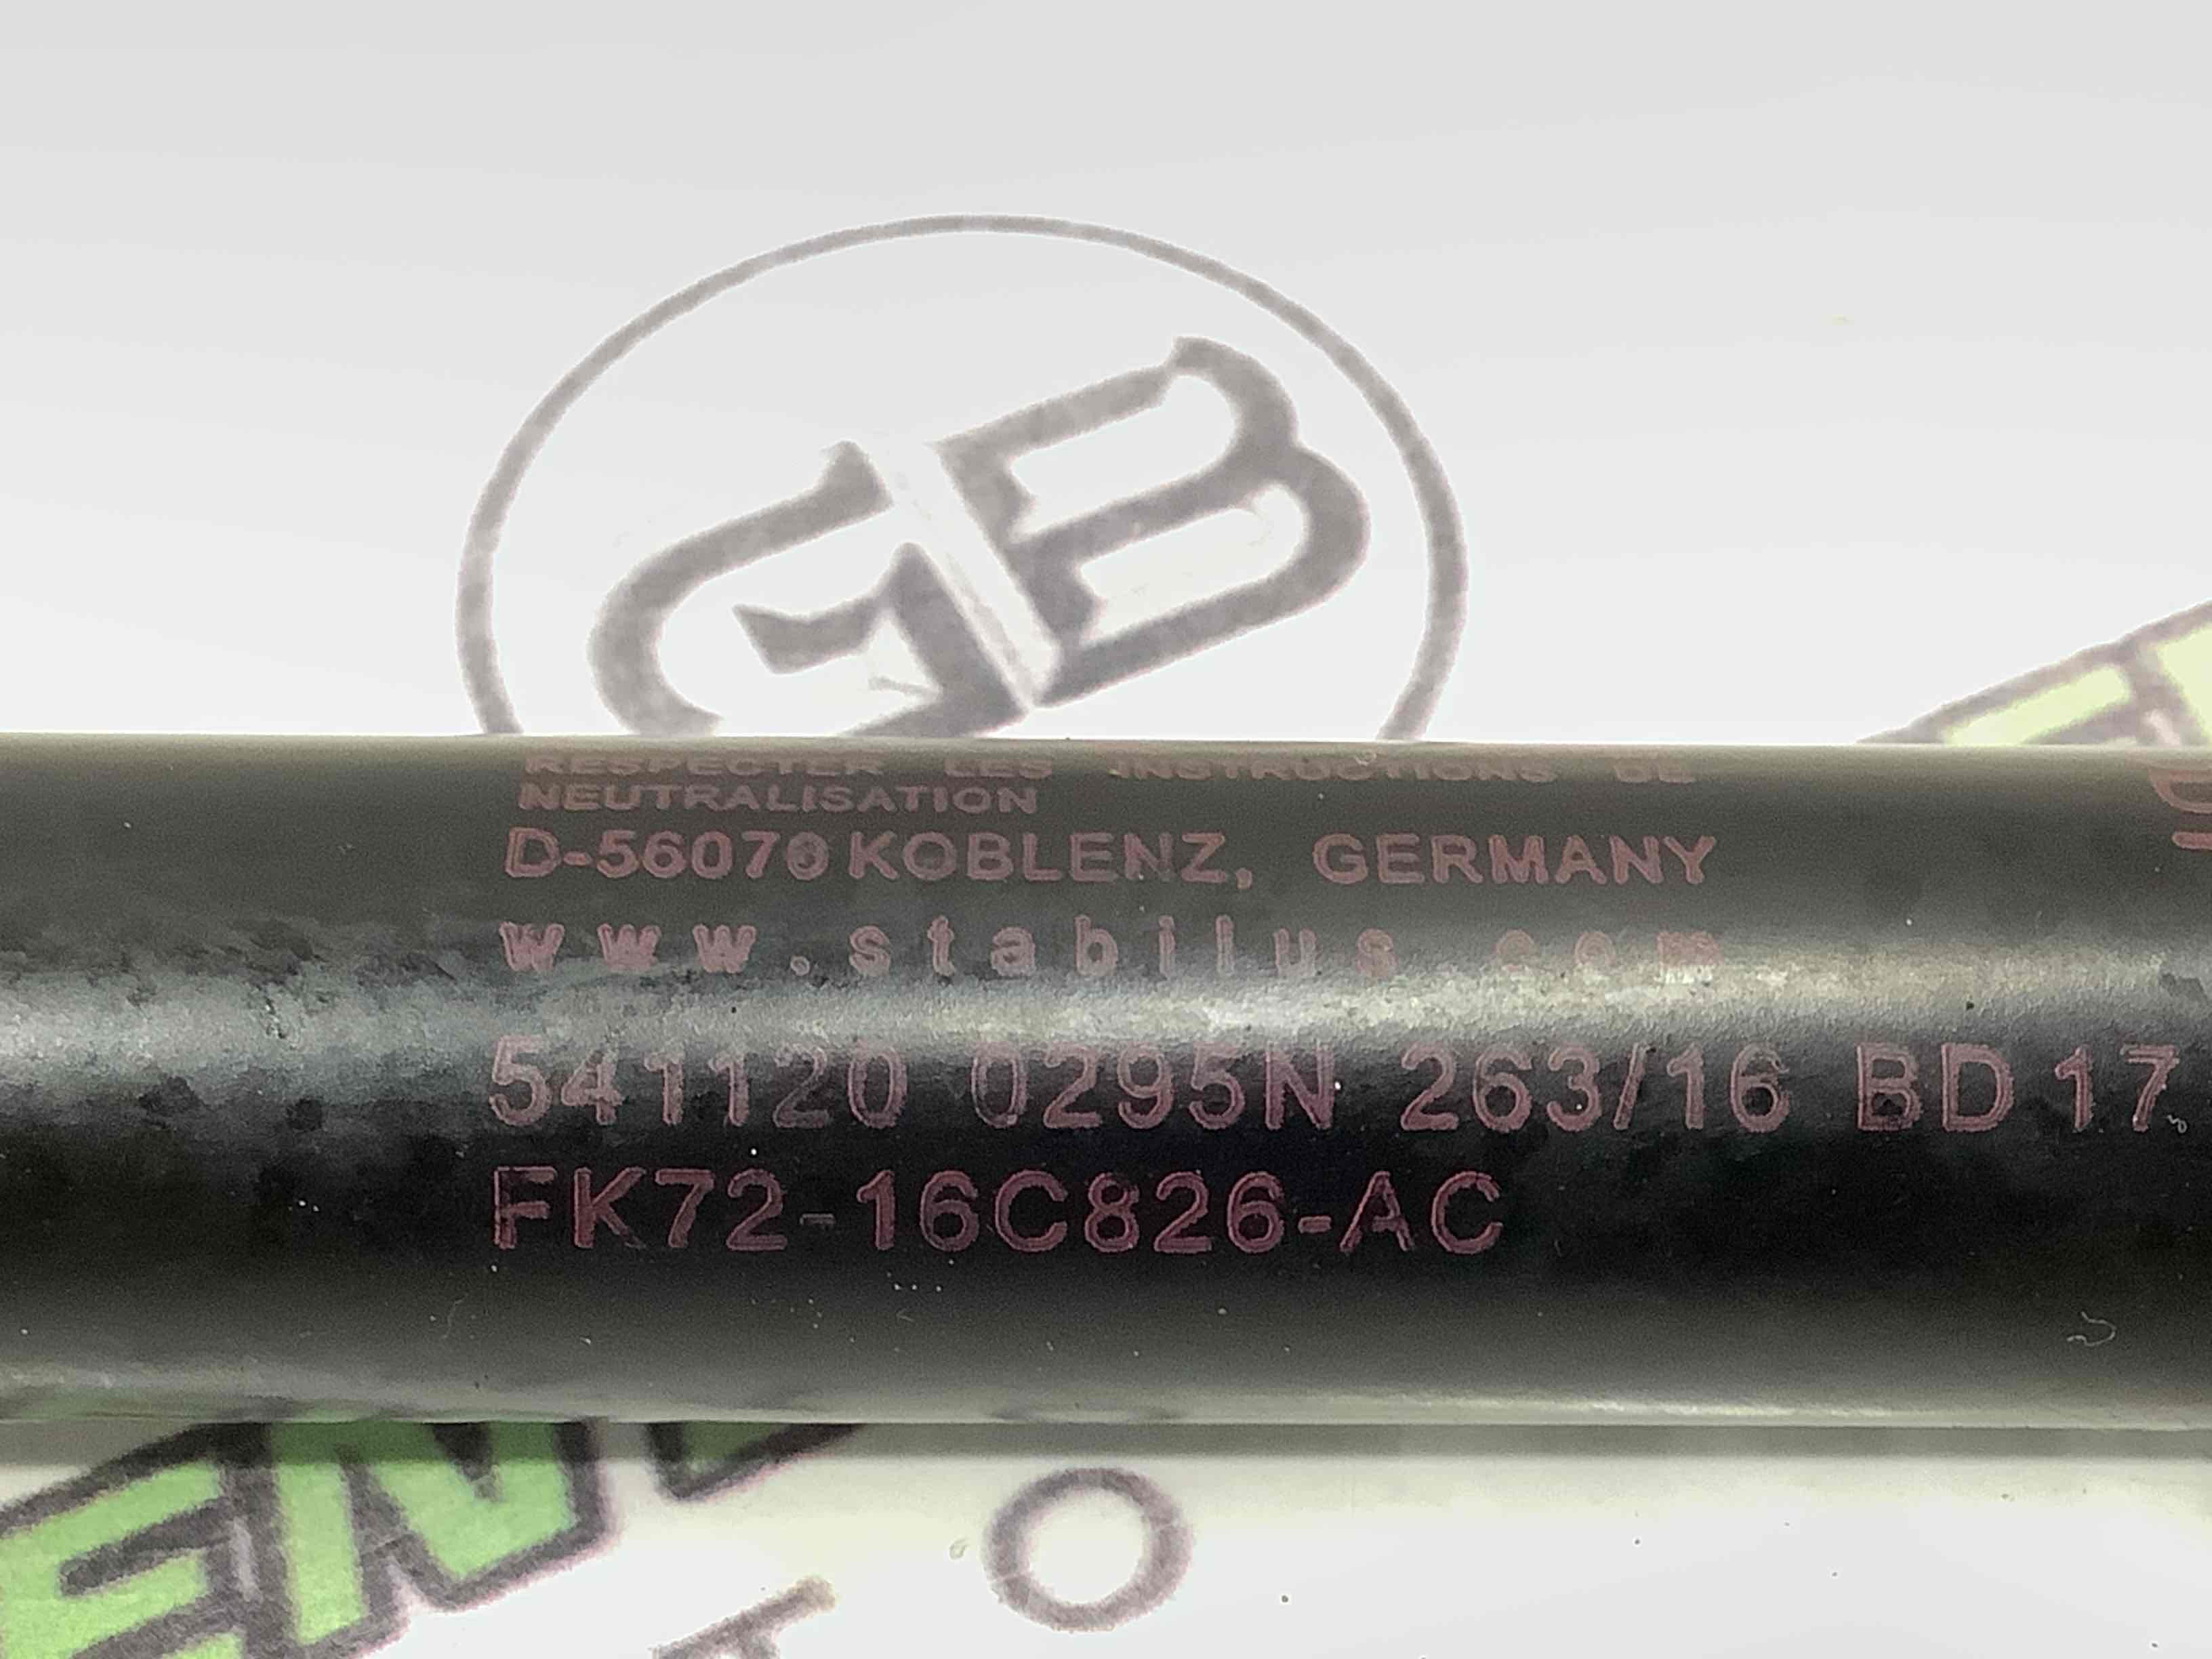 GB
RESPECTER LES INSTRUCTIONS DE
NEUTRALISATION
D-56070 KOBLENZ, GERMANY
www.stabilus.com
541120 0295N 263/16 BD 17
FK72-16C826-AC